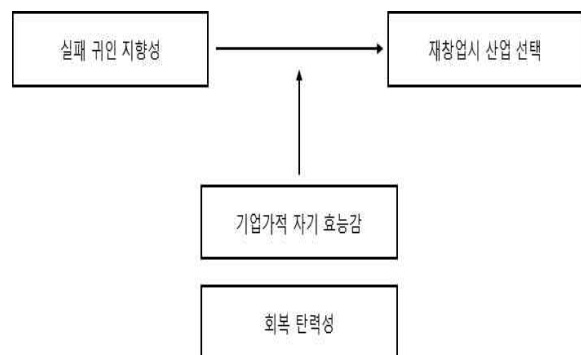 실패 귀인 지향성
재창업시 산업 선택
기업가적 자기 효능감
회복 탄력성